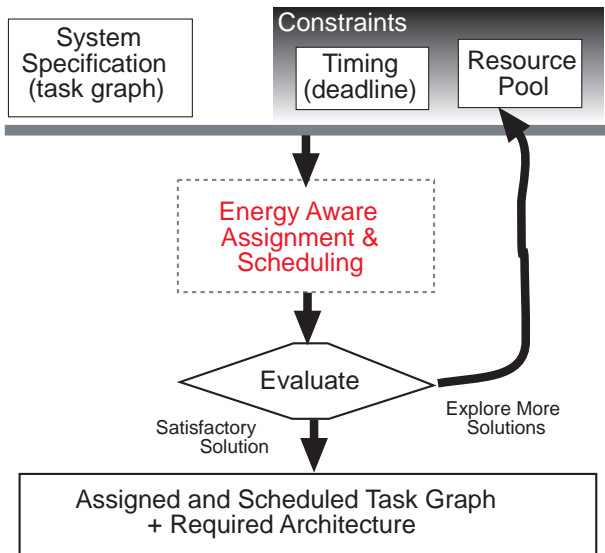 System
Specification
(task graph)
Constraints
Timing
(deadline)
Resource
Pool
Energy Aware
Assignment &
Scheduling
Evaluate
Satisfactory
Solution
Explore More
Solutions
Assigned and Scheduled Task Graph
+ Required Architecture